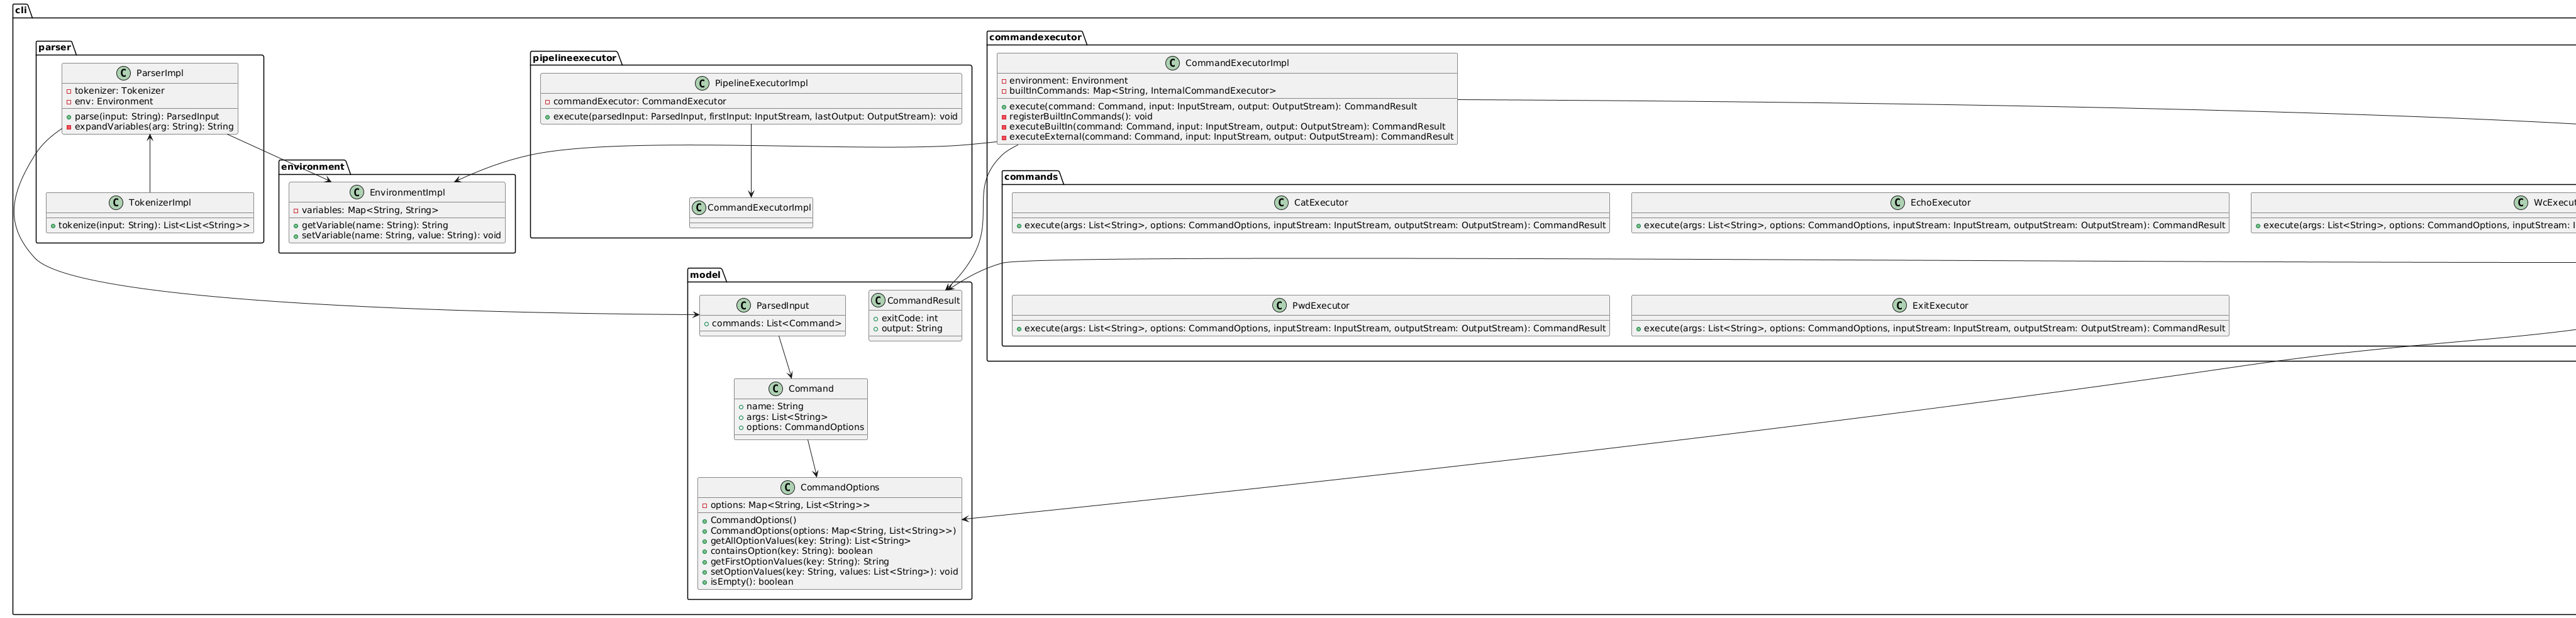 cli
parser
C ParserImpl
tokenizer: Tokenizer
env: Environment
parse(input: String): ParsedInput
expandVariables(arg: String): String
C TokenizerImpl
tokenize(input: String): List<List<String>>
environment
C EnvironmentImpl
variables: Map<String, String>
getVariable(name: String): String
setVariable(name: String, value: String): void
pipelineexecutor
C PipelineExecutorImpl
commandExecutor: CommandExecutor
execute(parsedInput: ParsedInput, firstInput: InputStream, lastOutput: OutputStream): void
C CommandExecutorImpl
commandexecutor
C CommandExecutorImpl
environment: Environment
builtInCommands: Map<String, InternalCommandExecutor>
execute(command: Command, input: InputStream, output: OutputStream): CommandResult
registerBuiltInCommands(): void
executeBuiltIn(command: Command, input: InputStream, output: OutputStream): CommandResult
executeExternal(command: Command, input: InputStream, output: OutputStream): CommandResult
commands
C CatExecutor
execute(args: List<String>, options: CommandOptions, inputStream: InputStream, outputStream: OutputStream): CommandResult
C EchoExecutor
execute(args: List<String>, options: CommandOptions, inputStream: InputStream, outputStream: OutputStream): CommandResult
C WcExecut
execute(args: List<String>, options: CommandOptions, inputStream: I
C PwdExecutor
execute(args: List<String>, options: CommandOptions, inputStream: InputStream, outputStream: OutputStream): CommandResult
C ExitExecutor
execute(args: List<String>, options: CommandOptions, inputStream: InputStream, outputStream: OutputStream): CommandResult
model
C ParsedInput
commands: List<Command>
C CommandResult
exitCode: int
output: String
C Command
name: String
args: List<String>
options: CommandOptions
C CommandOptions
options: Map<String, List<String>>
CommandOptions()
CommandOptions(options: Map<String, List<String>>)
getAllOptionValues(key: String): List<String>
containsOption(key: String): boolean
getFirstOptionValues(key: String): String
setOptionValues(key: String, values: List<String>): void
isEmpty(): boolean